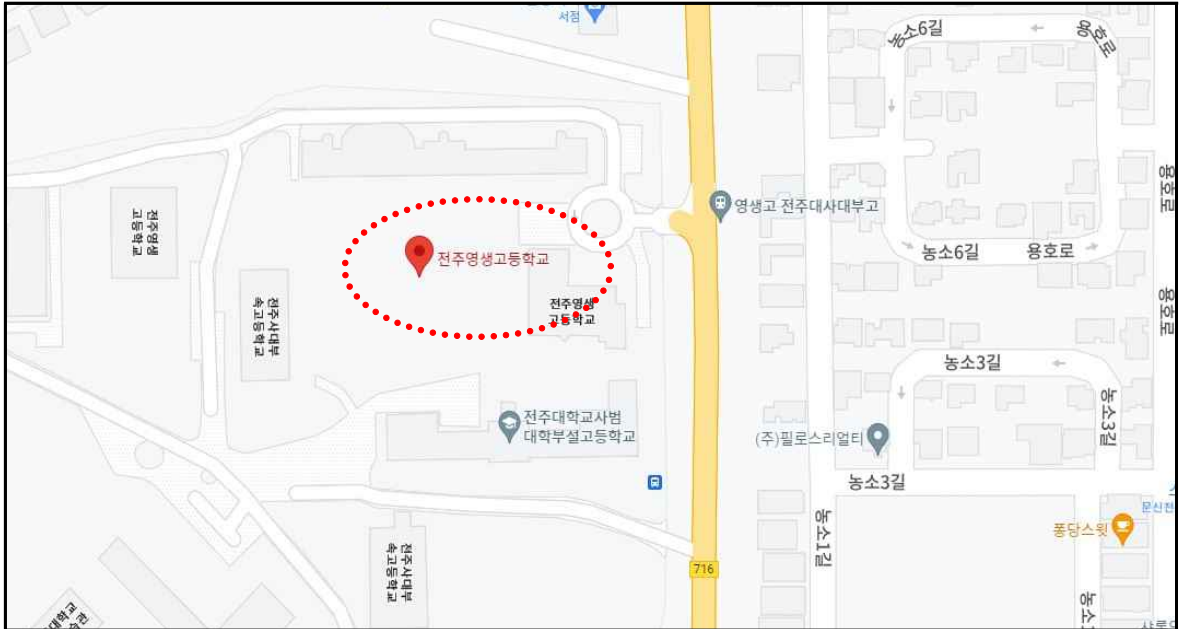 서점
농소6길
용호로
영생고 전주대사대부고
용호로
전주영생
고등학교
전주영생고등학교
농소6길
용호로
전주영생
고등학교
전주사대부
속고등학교
용호로
농소3길
전주대학교사범
대학부설고등학교
(주)필로스리얼티
농소3길
농소3길
농소1길
퐁당스윗
전주사대부
속고등학교
716